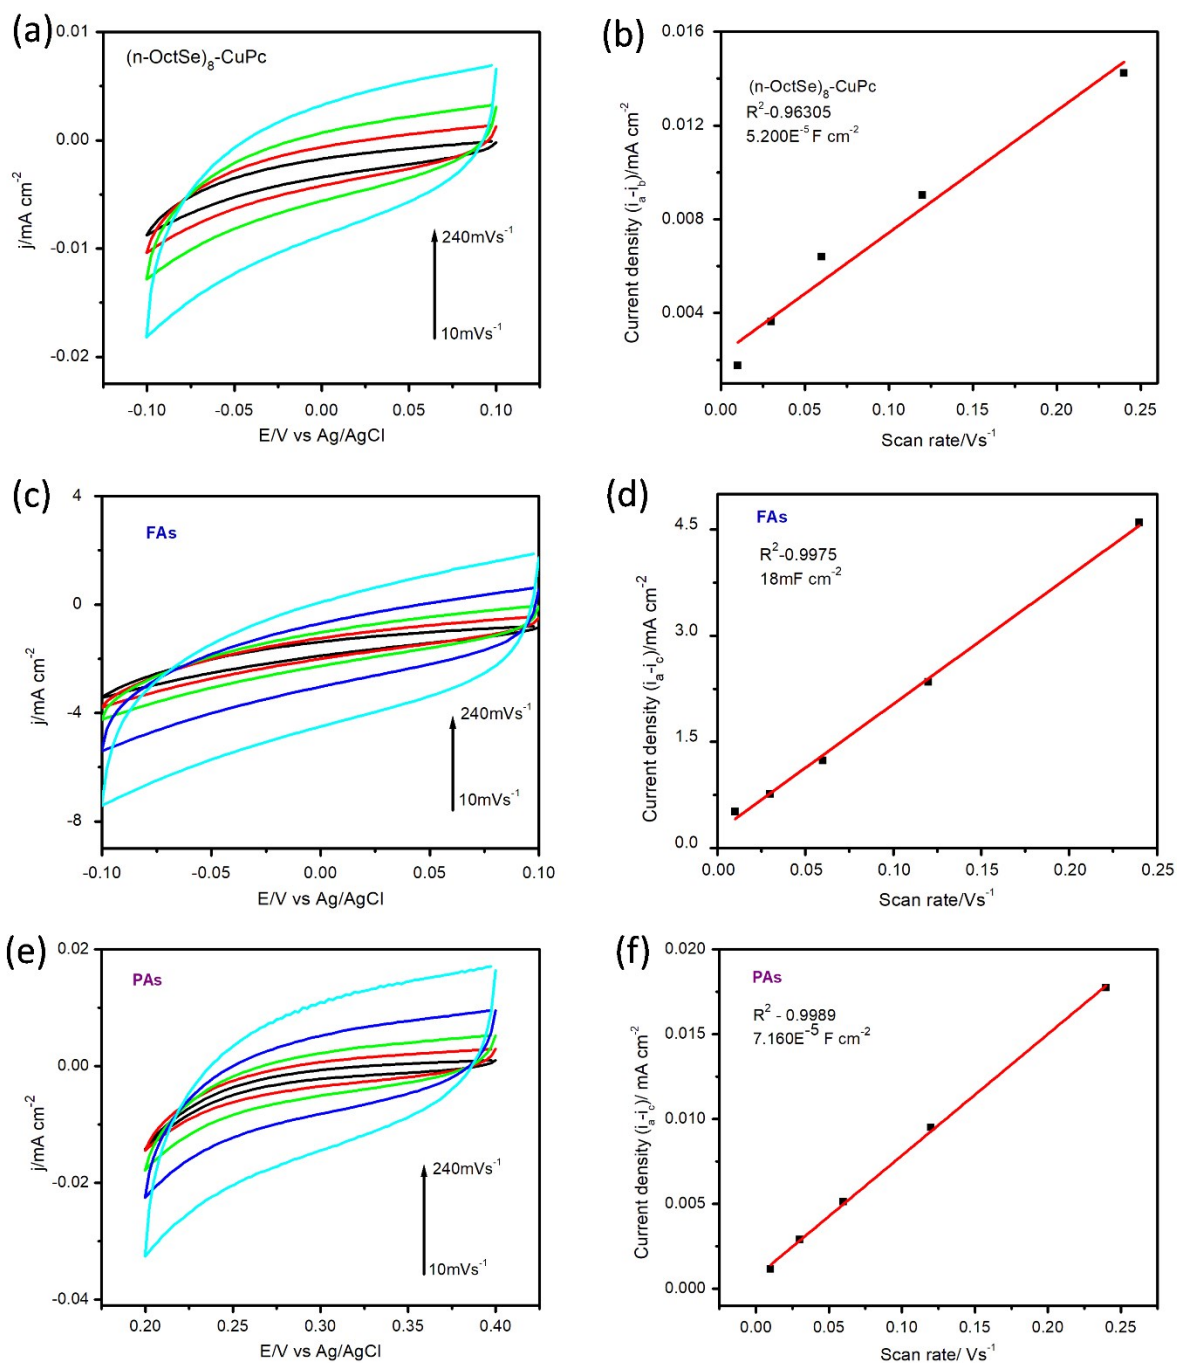 (a)
(n-OctSe)8-CuPc
0.01
0.00
-0.01
-0.02
j/mA cm-2
240mVs-1
10mVs-1
-0.10
-0.05
0.00
0.05
0.10
E/V vs Ag/AgCl
(b)
(n-OctSe)8-CuPc
R2-0.96305
5.200E-5 F cm-2
0.016
0.012
0.008
0.004
Current density (ia-ib)/mA cm-2
0.00
0.05
0.10
0.15
0.20
0.25
Scan rate/Vs-1
(c)
FAs
4
0
-4
-8
j/mA cm-2
240mVs-1
10mVs-1
-0.10
-0.05
0.00
0.05
0.10
E/V vs Ag/AgCl
(d)
FAs
R2-0.9975
18mF cm-2
4.5
3.0
1.5
0.0
Current density (ia-ic)/mA cm-2
0.00
0.05
0.10
0.15
0.20
0.25
Scan rate/Vs-1
(e)
PAs
0.02
0.00
-0.02
-0.04
j/mA cm-2
240mVs-1
10mVs-1
0.20
0.25
0.30
0.35
0.40
E/V vs Ag/AgCl
(f)
PAs
R2 - 0.9989
7.160E-5 F cm-2
0.020
0.015
0.010
0.005
0.000
Current density (ia-ic)/ mA cm-2
0.00
0.05
0.10
0.15
0.20
0.25
Scan rate/ Vs-1